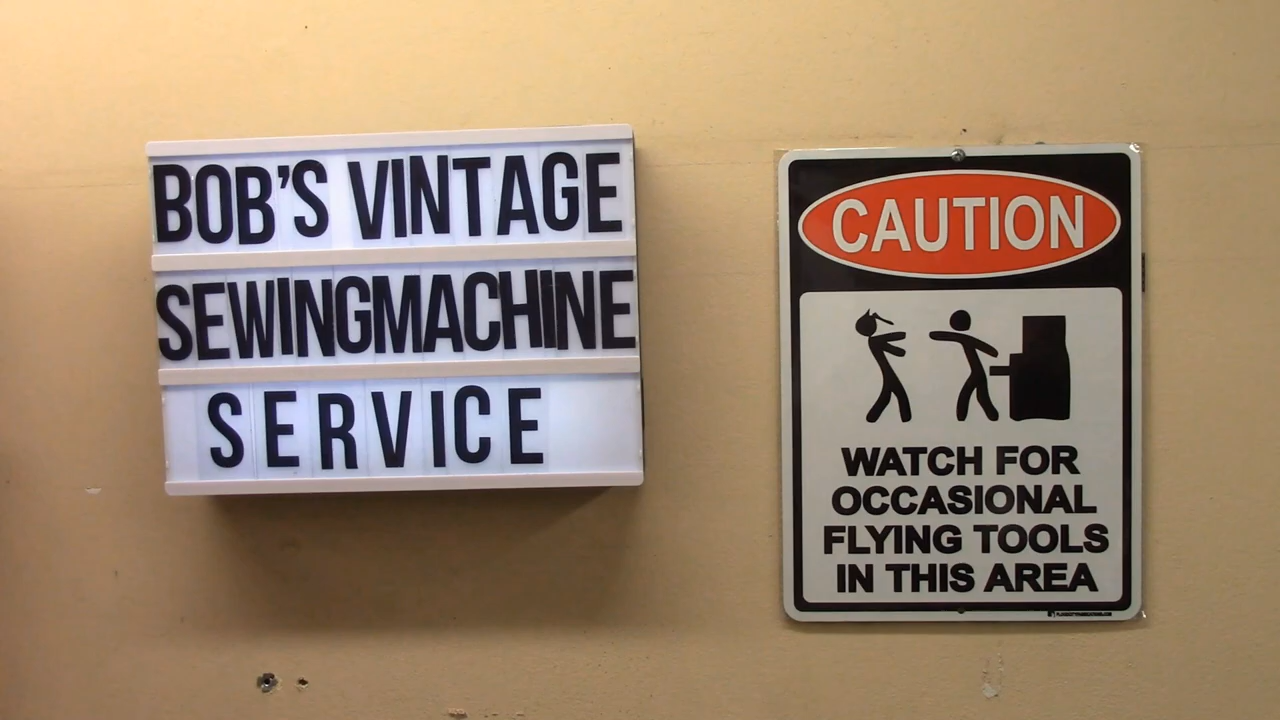 BOB'S VINTAGE
SEWINGMACHINE
SERVICE
CAUTION
WATCH FOR
OCCASIONAL
FLYING TOOLS
IN THIS AREA